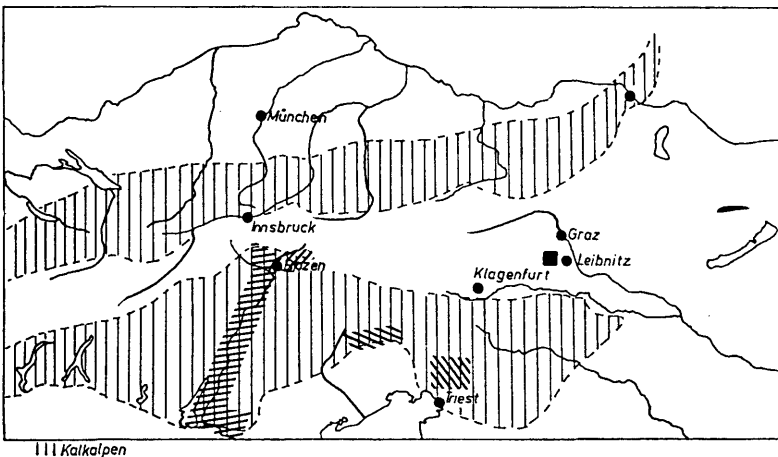 München
Innsbruck
Bozen
Graz
Leibnitz
Klagenfurt
Triest
Kalkalpen